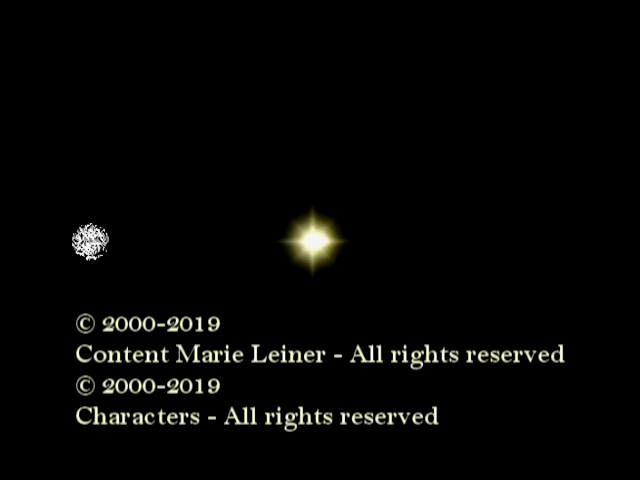 © 2000-2019
Content Marie Leiner - All rights reserved
© 2000-2019
Characters - All rights reserved